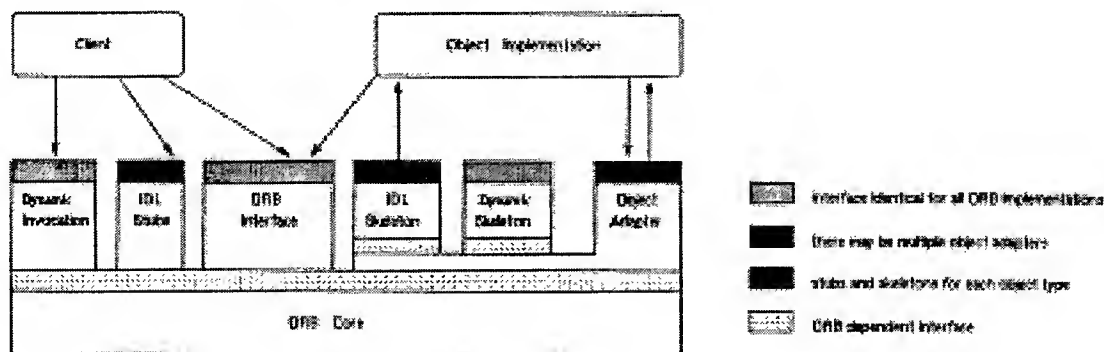 Client
Object Implementation
Dynamic
Invocation
IDL
Stubs
ORB
Interface
IDL
Skeleton
Dynamic
Skeleton
Object
Adapter
ORB Core
Interface identical for all ORB implementations
there may be multiple object adapters
stubs and skeletons for each object type
ORB dependent interface